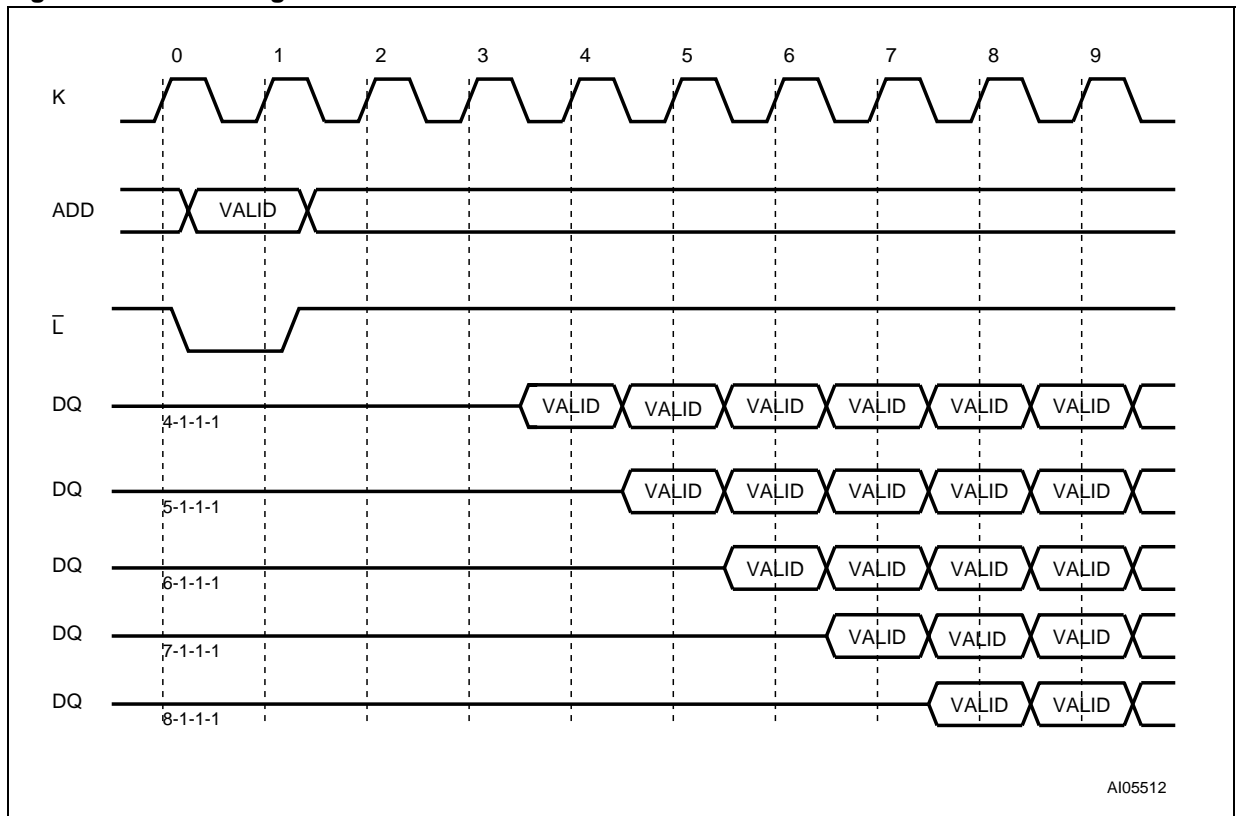 0 1 2 3 4 5 6 7 8 9
K
ADD VALID
L̅
DQ VALID VALID VALID VALID VALID VALID
4-1-1-1
DQ VALID VALID VALID VALID VALID
5-1-1-1
DQ VALID VALID VALID VALID
6-1-1-1
DQ VALID VALID VALID
7-1-1-1
DQ VALID VALID
8-1-1-1
AI05512